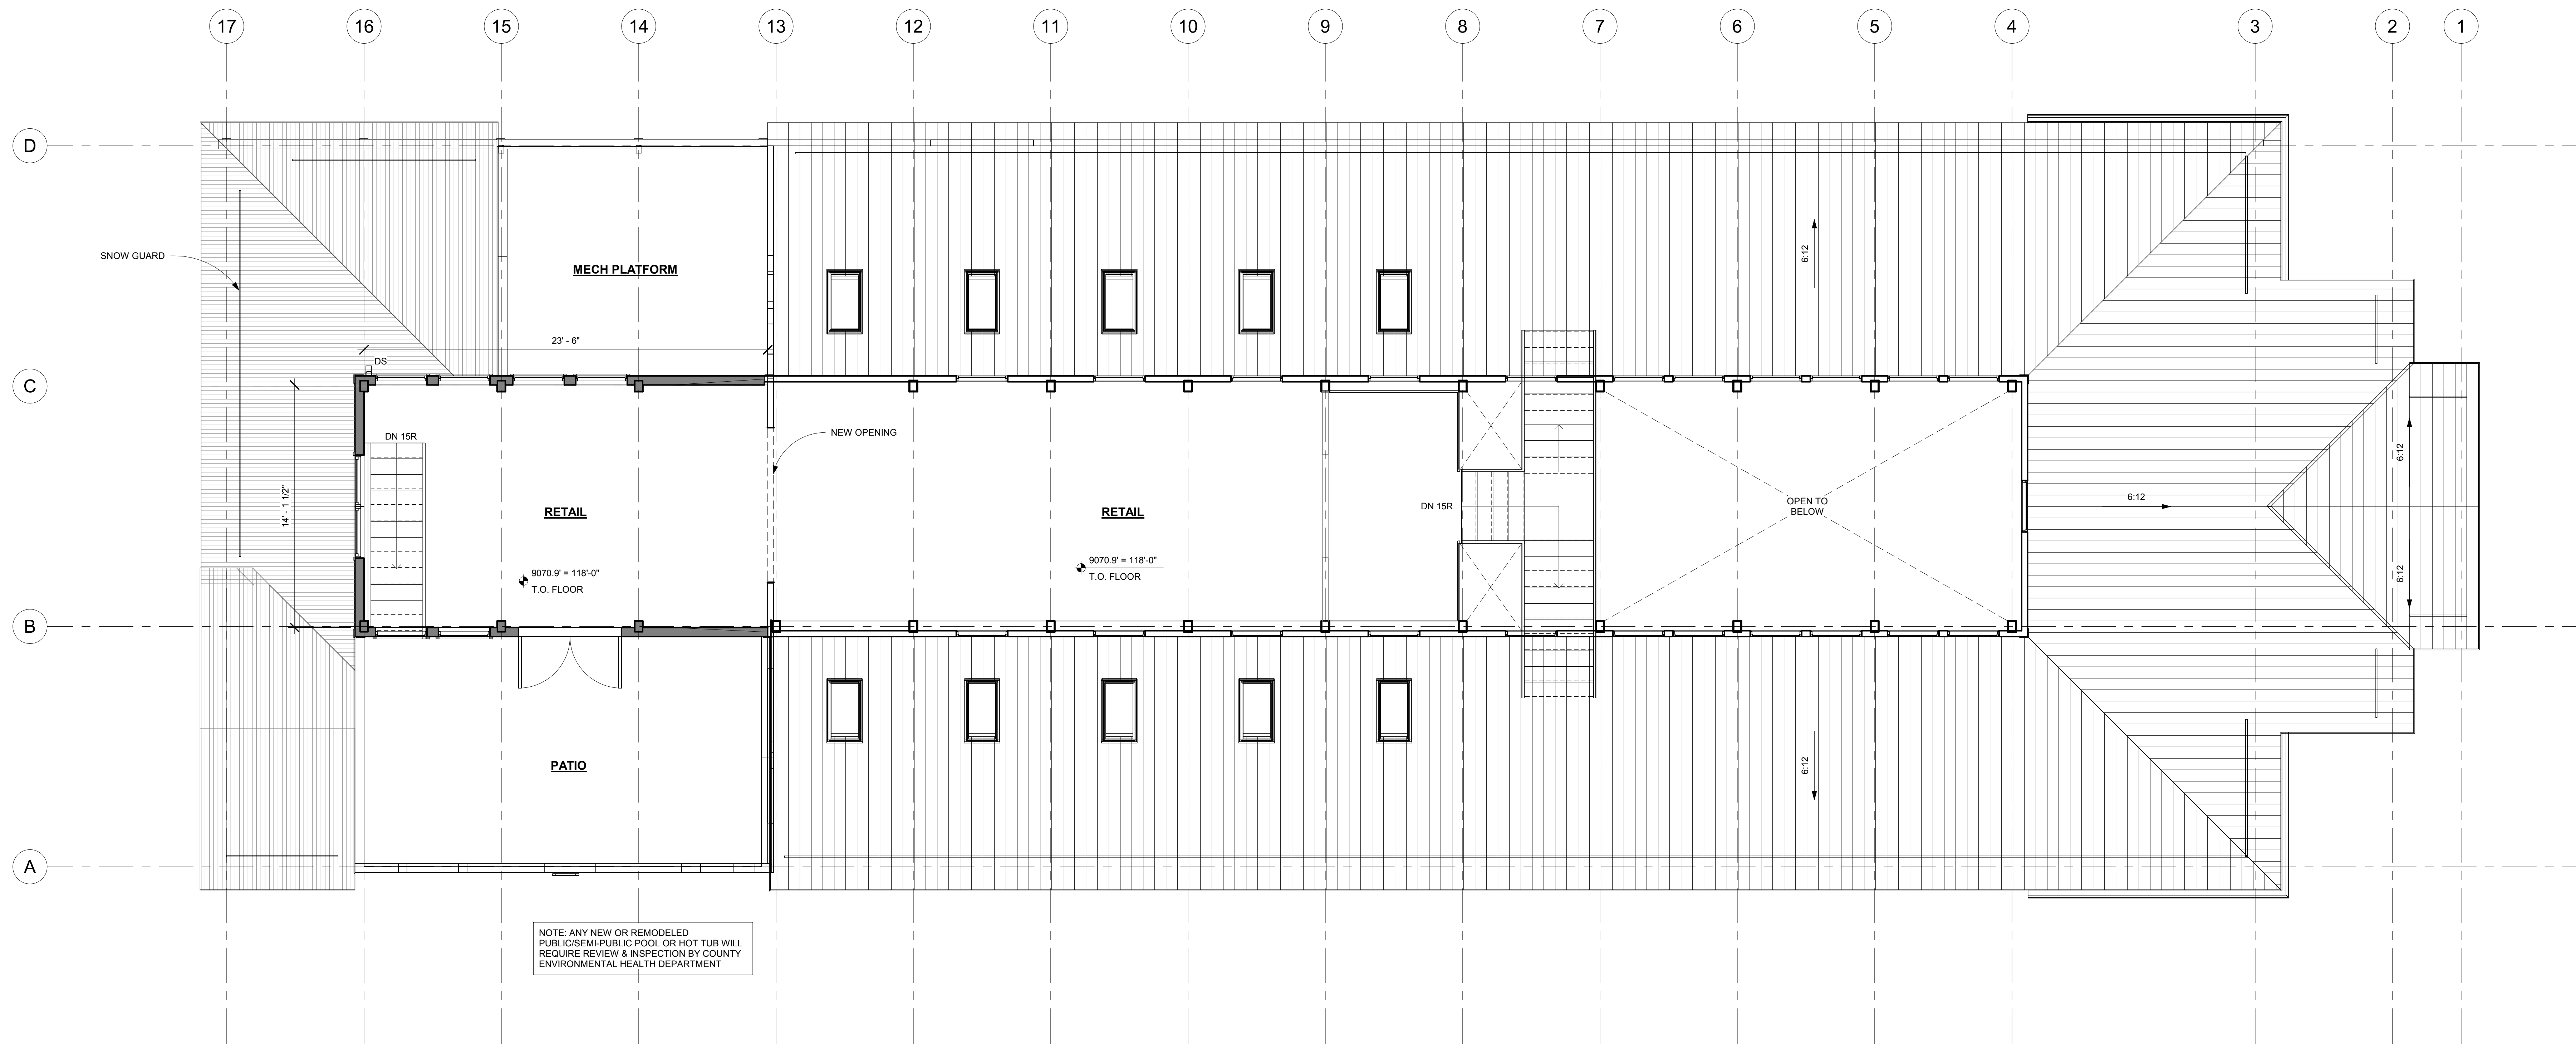 17 16 15 14 13 12 11 10 9 8 7 6 5 4 3 2 1
D
SNOW GUARD
MECH PLATFORM
6:12
23' - 6"
DS
C
DN 15R
NEW OPENING
14' - 1 1/2"
RETAIL
RETAIL
DN 15R
OPEN TO
BELOW
6:12
6:12
6:12
9070.9' = 118'-0"
T.O. FLOOR
9070.9' = 118'-0"
T.O. FLOOR
B
PATIO
6:12
A
NOTE: ANY NEW OR REMODELED
PUBLIC/SEMI-PUBLIC POOL OR HOT TUB WILL
REQUIRE REVIEW & INSPECTION BY COUNTY
ENVIRONMENTAL HEALTH DEPARTMENT